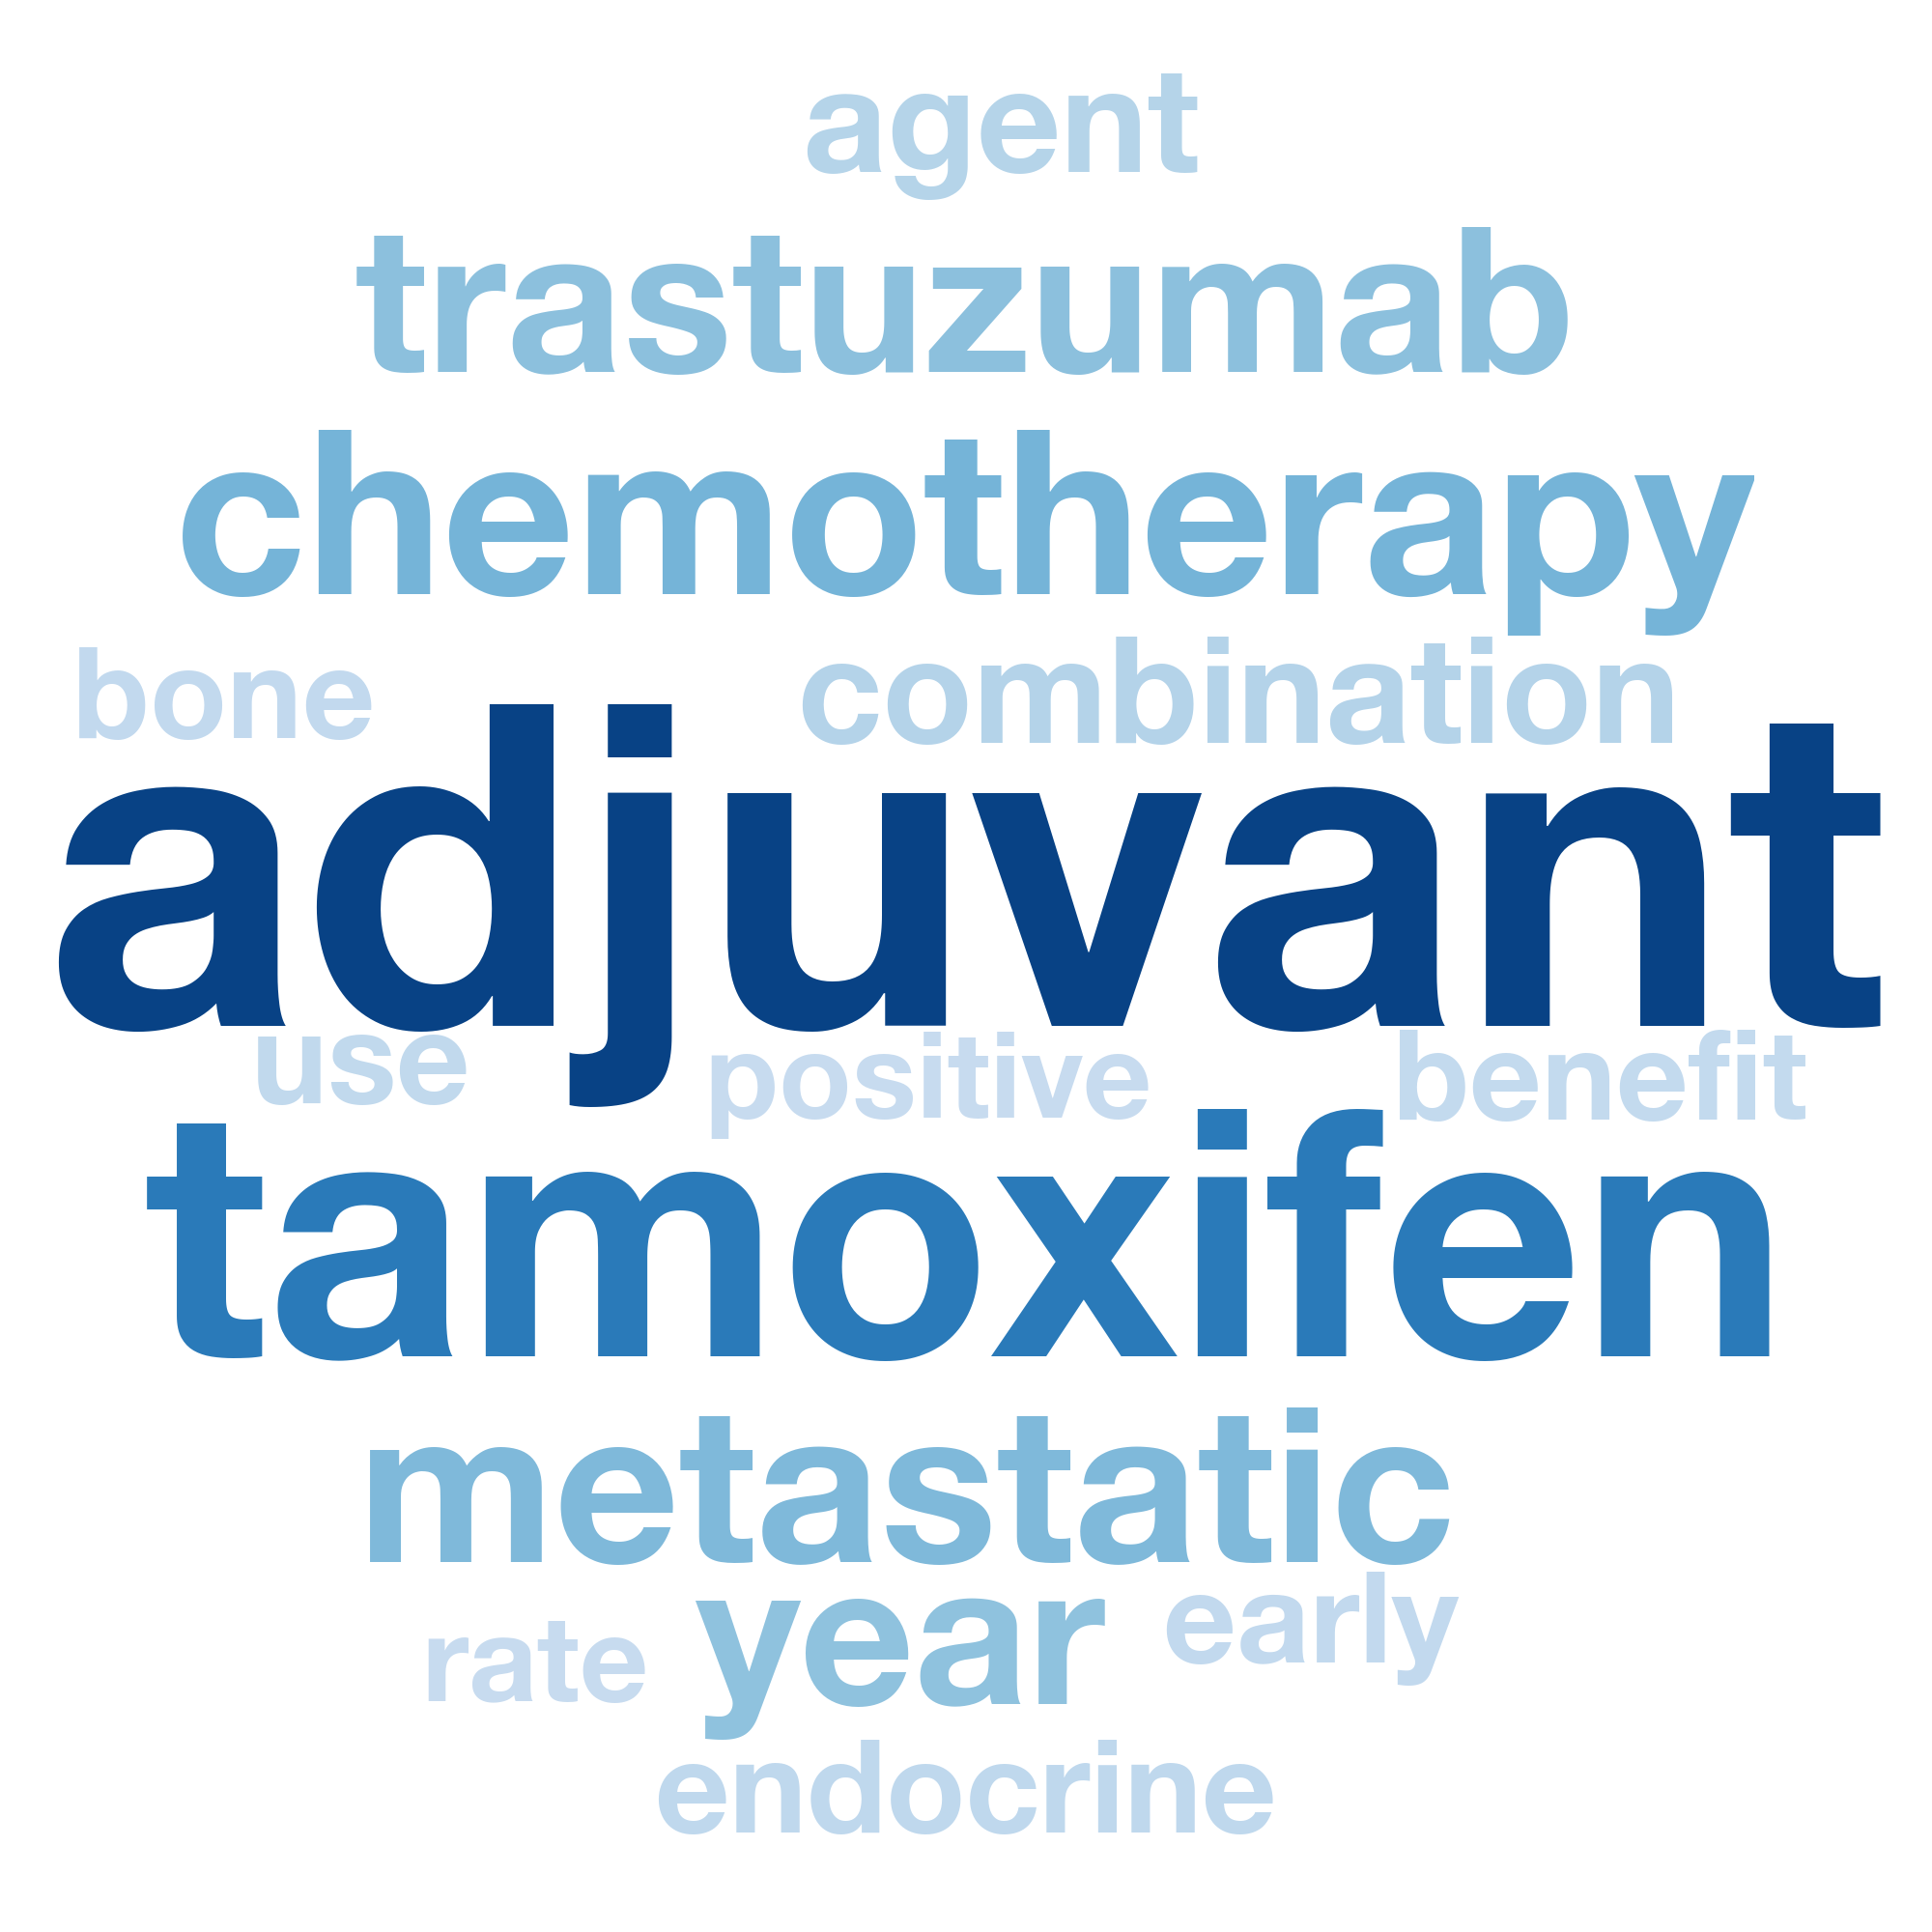 agent
trastuzumab
chemotherapy
bone combination
adjuvant
use positive benefit
tamoxifen
metastatic
rate year early
endocrine